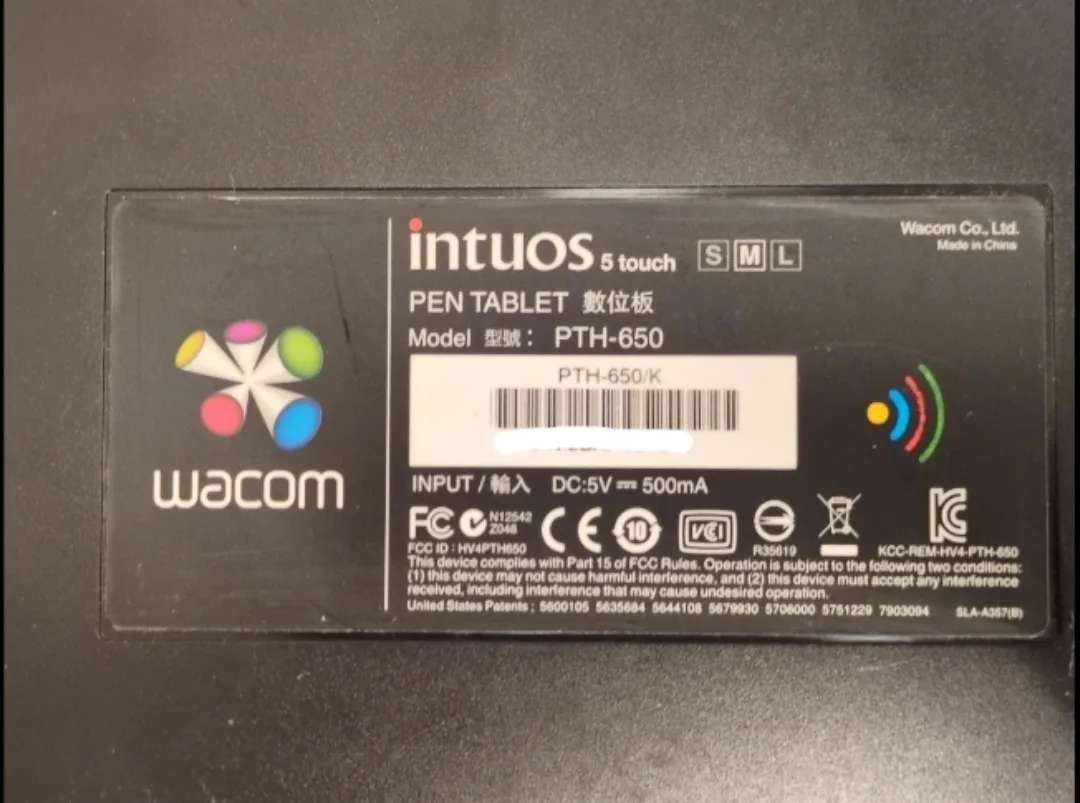 wacom
intuos 5 touch S M L
Wacom Co., Ltd.
Made in China
PEN TABLET 數位板
Model 型號： PTH-650
PTH-650/K
INPUT / 輸入 DC:5V ⎓ 500mA
FC N12542 Z048 CE 10 VCI R35619 KC
FCC ID : HV4PTH650
KCC-REM-HV4-PTH-650
This device complies with Part 15 of FCC Rules. Operation is subject to the following two conditions:
(1) this device may not cause harmful interference, and (2) this device must accept any interference
received, including interference that may cause undesired operation.
United States Patents : 5600105 5635684 5644108 5679930 5706000 5751229 7903094 SLA-A357(B)